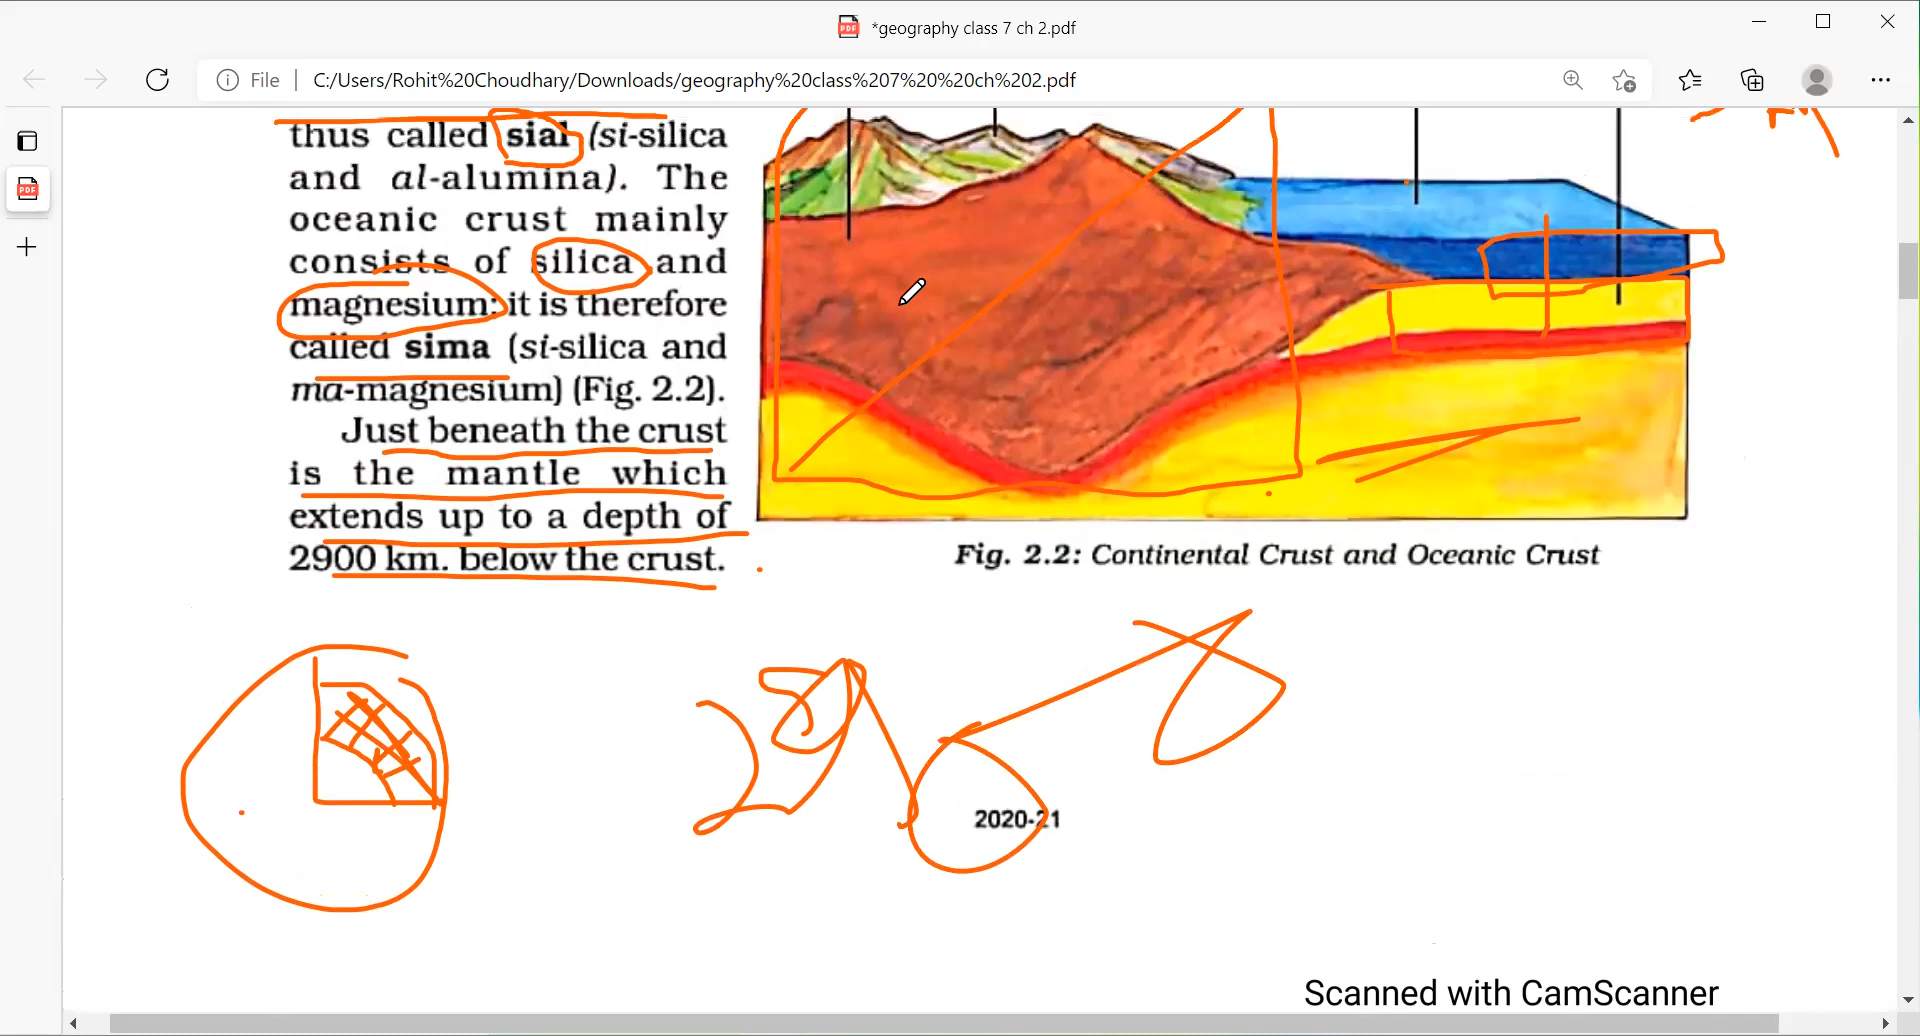 *geography class 7 ch 2.pdf
File
C:/Users/Rohit%20Choudhary/Downloads/geography%20class%207%20%20ch%202.pdf
thus called sial (si-silica
and al-alumina). The
oceanic crust mainly
consists of silica and
magnesium; it is therefore
called sima (si-silica and
ma-magnesium) (Fig. 2.2).
Just beneath the crust
is the mantle which
extends up to a depth of
2900 km. below the crust.
Fig. 2.2: Continental Crust and Oceanic Crust
2020-21
Scanned with CamScanner